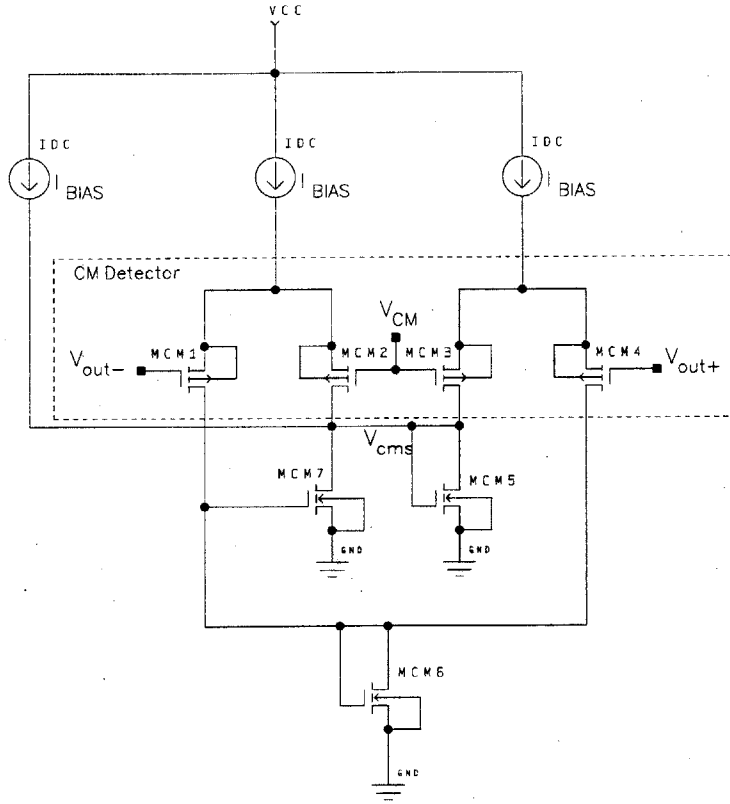 VCC
IDC IDC IDC
IBIAS IBIAS IBIAS
CM Detector
VCM
MCM1 MCM2 MCM3 MCM4
Vout- Vout+
Vcms
MCM7 MCM5
GND GND
MCM6
GND